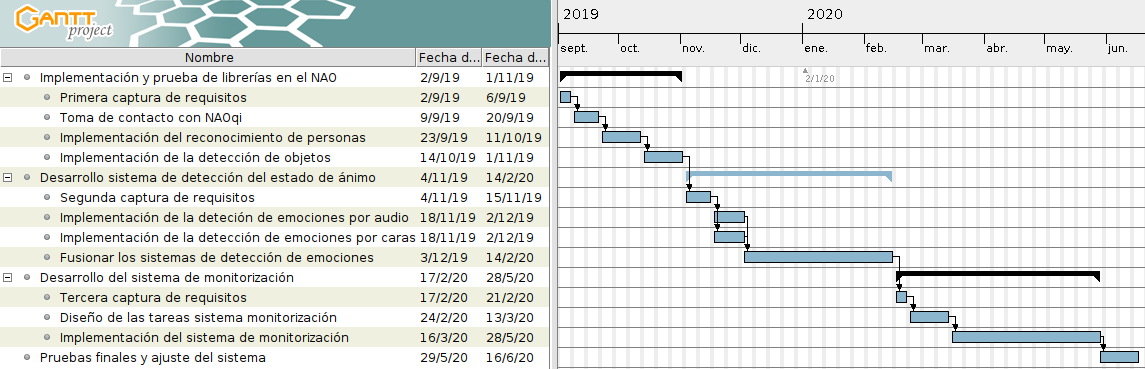 GANTT
project
2019
2020
sept.
oct.
nov.
dic.
ene.
feb.
mar.
abr.
may.
jun.
Nombre
Fecha d...
Fecha d...
2/1/20
Implementación y prueba de librerías en el NAO 2/9/19 1/11/19
Primera captura de requisitos 2/9/19 6/9/19
Toma de contacto con NAOqi 9/9/19 20/9/19
Implementación del reconocimiento de personas 23/9/19 11/10/19
Implementación de la detección de objetos 14/10/19 1/11/19
Desarrollo sistema de detección del estado de ánimo 4/11/19 14/2/20
Segunda captura de requisitos 4/11/19 15/11/19
Implementación de la deteción de emociones por audio 18/11/19 2/12/19
Implementación de la detección de emociones por caras 18/11/19 2/12/19
Fusionar los sistemas de detección de emociones 3/12/19 14/2/20
Desarrollo del sistema de monitorización 17/2/20 28/5/20
Tercera captura de requisitos 17/2/20 21/2/20
Diseño de las tareas sistema monitorización 24/2/20 13/3/20
Implementación del sistema de monitorización 16/3/20 28/5/20
Pruebas finales y ajuste del sistema 29/5/20 16/6/20